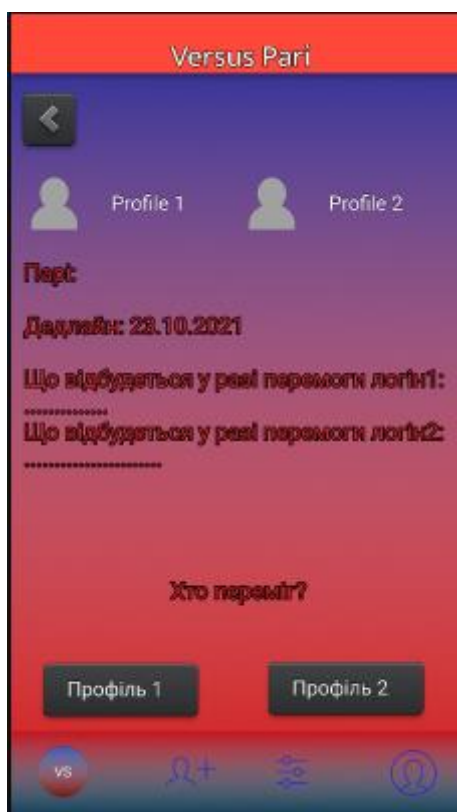 Versus Pari
Profile 1 Profile 2
Парі:
Дедлайн: 23.10.2021
Що відбудеться у разі перемоги логін1:
..............
Що відбудеться у разі перемоги логін2:
.......................
Хто переміг?
Профіль 1 Профіль 2
VS